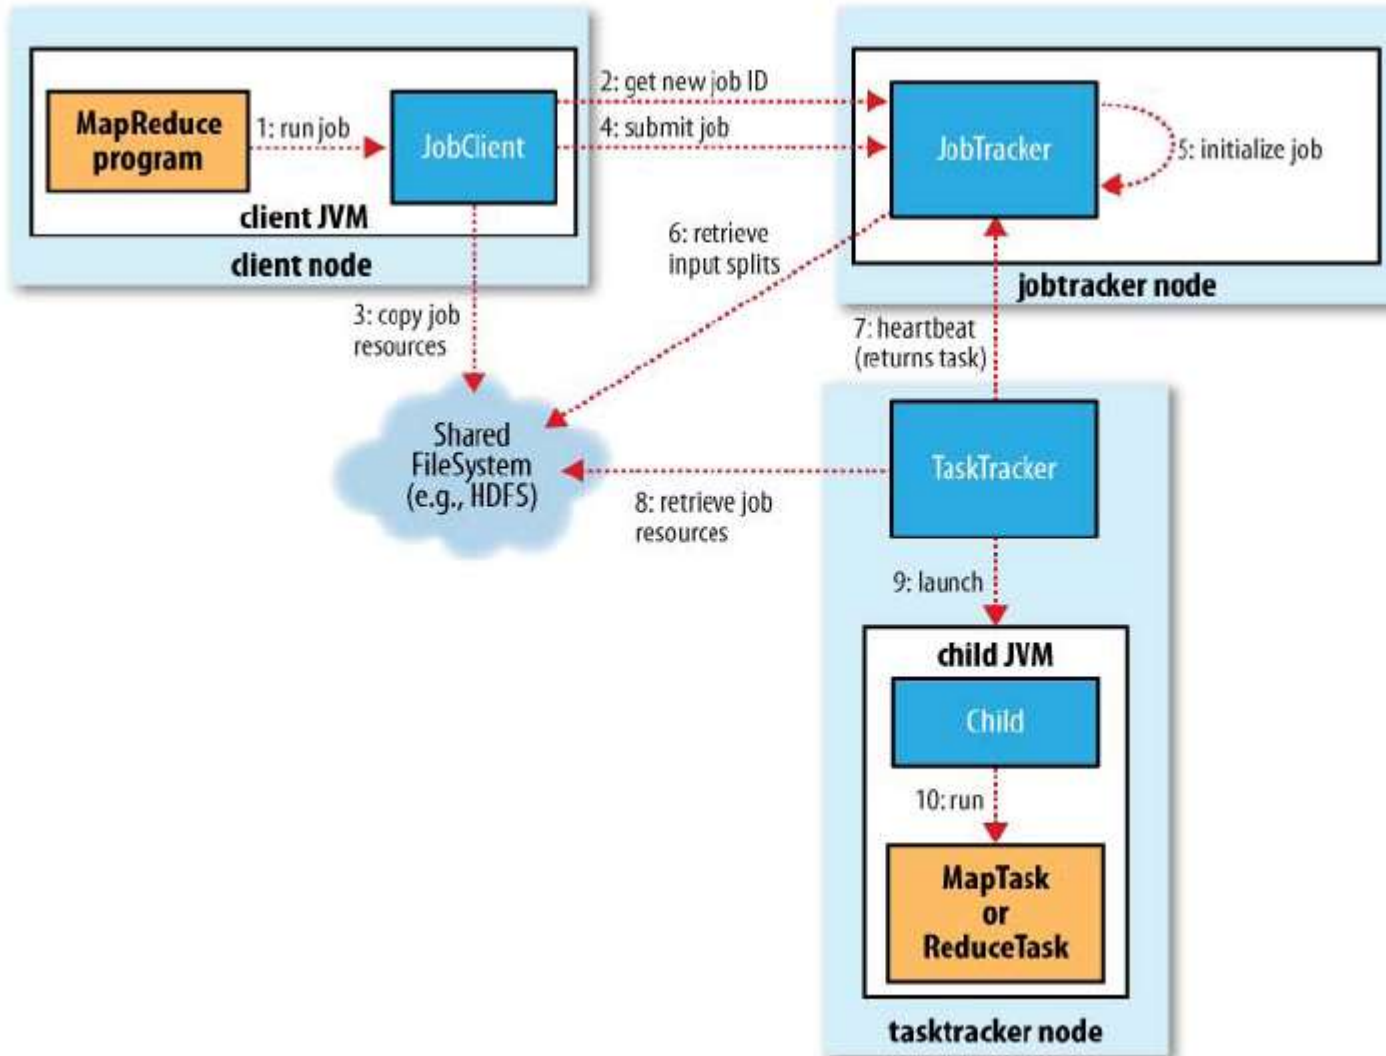 MapReduce
program
1: run job
JobClient
client JVM
client node
2: get new job ID
4: submit job
JobTracker
5: initialize job
jobtracker node
3: copy job
resources
6: retrieve
input splits
7: heartbeat
(returns task)
Shared
FileSystem
(e.g., HDFS)
8: retrieve job
resources
TaskTracker
9: launch
child JVM
Child
10: run
MapTask
or
ReduceTask
tasktracker node